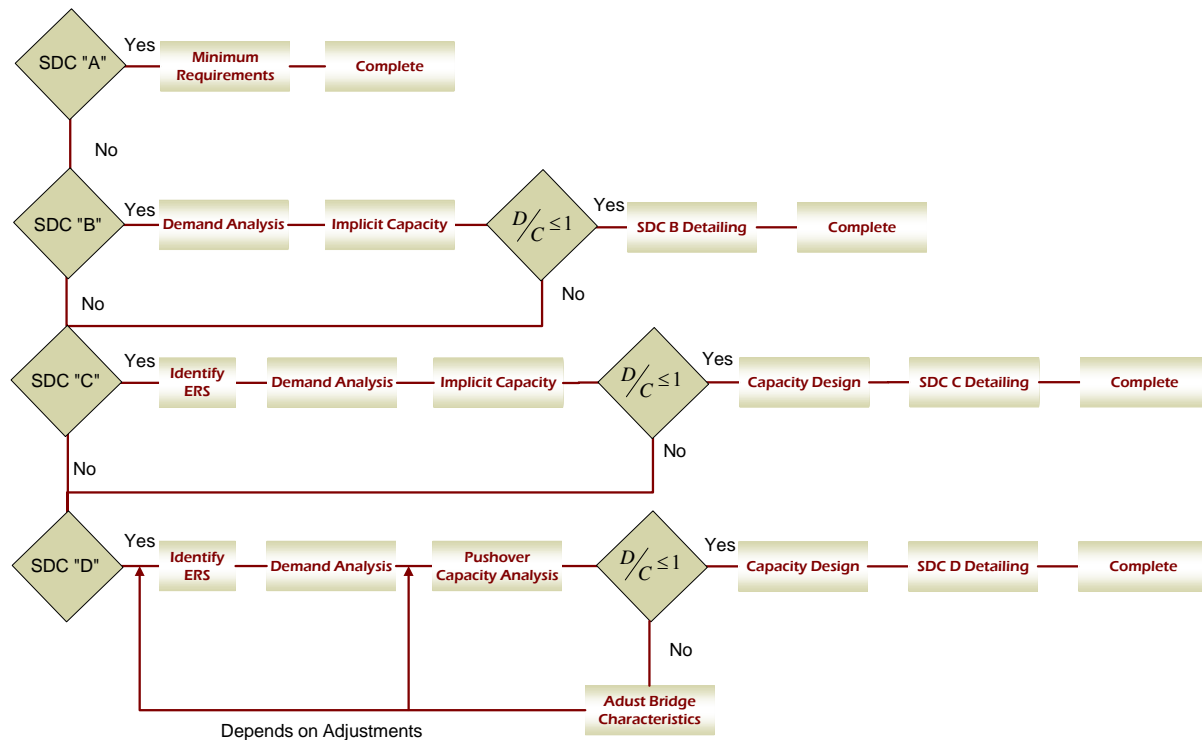 SDC "A"
Yes
Minimum
Requirements
Complete
No
SDC "B"
Yes
Demand Analysis
Implicit Capacity
D/C ≤ 1
Yes
SDC B Detailing
Complete
No
No
SDC "C"
Yes
Identify
ERS
Demand Analysis
Implicit Capacity
D/C ≤ 1
Yes
Capacity Design
SDC C Detailing
Complete
No
No
SDC "D"
Yes
Identify
ERS
Demand Analysis
Pushover
Capacity Analysis
D/C ≤ 1
Yes
Capacity Design
SDC D Detailing
Complete
No
Adust Bridge
Characteristics
Depends on Adjustments